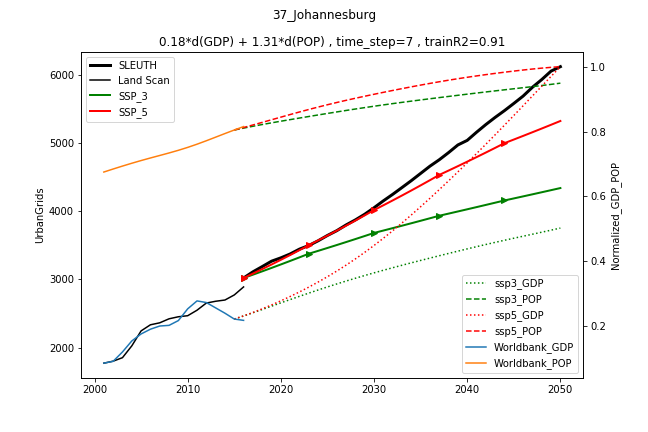 37_Johannesburg
0.18*d(GDP) + 1.31*d(POP) , time_step=7 , trainR2=0.91
SLEUTH
Land Scan
SSP_3
SSP_5
6000
5000
4000
3000
2000
UrbanGrids
1.0
0.8
0.6
0.4
0.2
Normalized_GDP_POP
ssp3_GDP
ssp3_POP
ssp5_GDP
ssp5_POP
Worldbank_GDP
Worldbank_POP
2000 2010 2020 2030 2040 2050